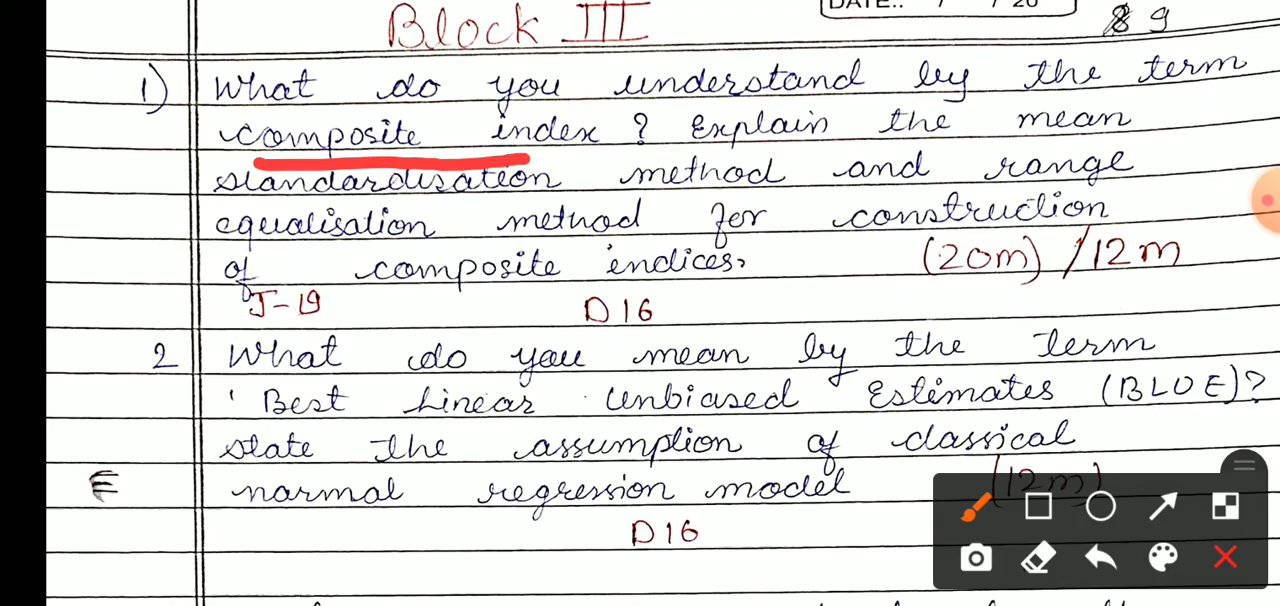 DATE.: / / 20
Block III
9
1) What do you understand by the term
composite index ? Explain the mean
standardisation method and range
equalisation method for construction
of composite indices.
(20m) /12m
J-19 D16
2 What do you mean by the term
' Best Linear Unbiased Estimates (BLUE)?
state the assumption of classical
normal regression model (12m)
D16